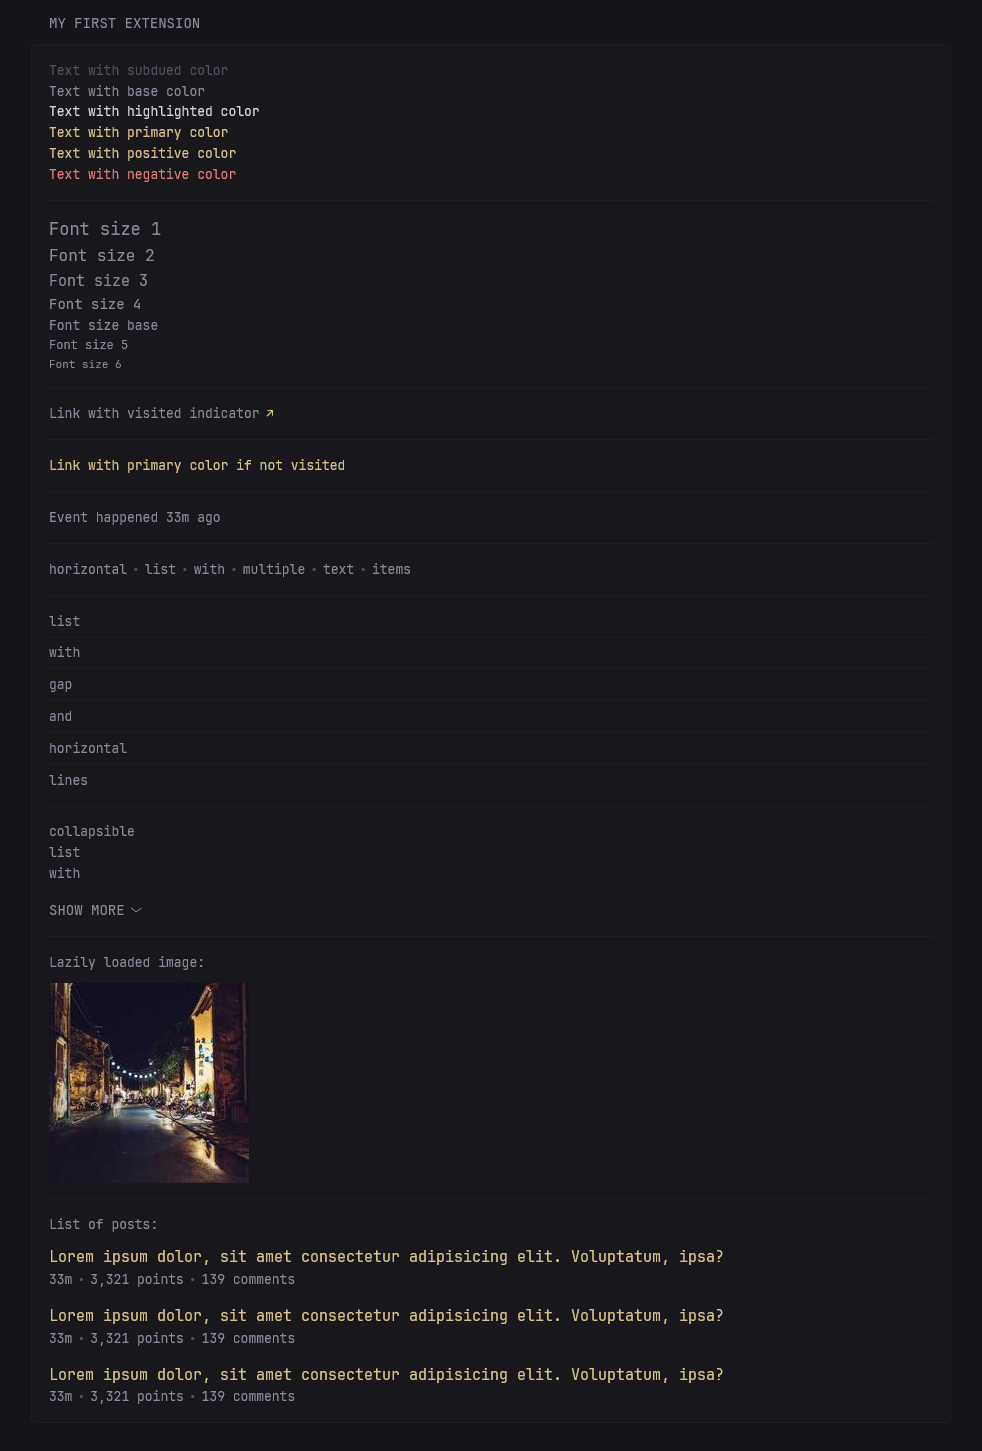 MY FIRST EXTENSION
Text with subdued color
Text with base color
Text with highlighted color
Text with primary color
Text with positive color
Text with negative color
Font size 1
Font size 2
Font size 3
Font size 4
Font size base
Font size 5
Font size 6
Link with visited indicator ↗
Link with primary color if not visited
Event happened 33m ago
horizontal • list • with • multiple • text • items
list
with
gap
and
horizontal
lines
collapsible
list
with
SHOW MORE
Lazily loaded image:
List of posts:
Lorem ipsum dolor, sit amet consectetur adipisicing elit. Voluptatum, ipsa?
33m • 3,321 points • 139 comments
Lorem ipsum dolor, sit amet consectetur adipisicing elit. Voluptatum, ipsa?
33m • 3,321 points • 139 comments
Lorem ipsum dolor, sit amet consectetur adipisicing elit. Voluptatum, ipsa?
33m • 3,321 points • 139 comments